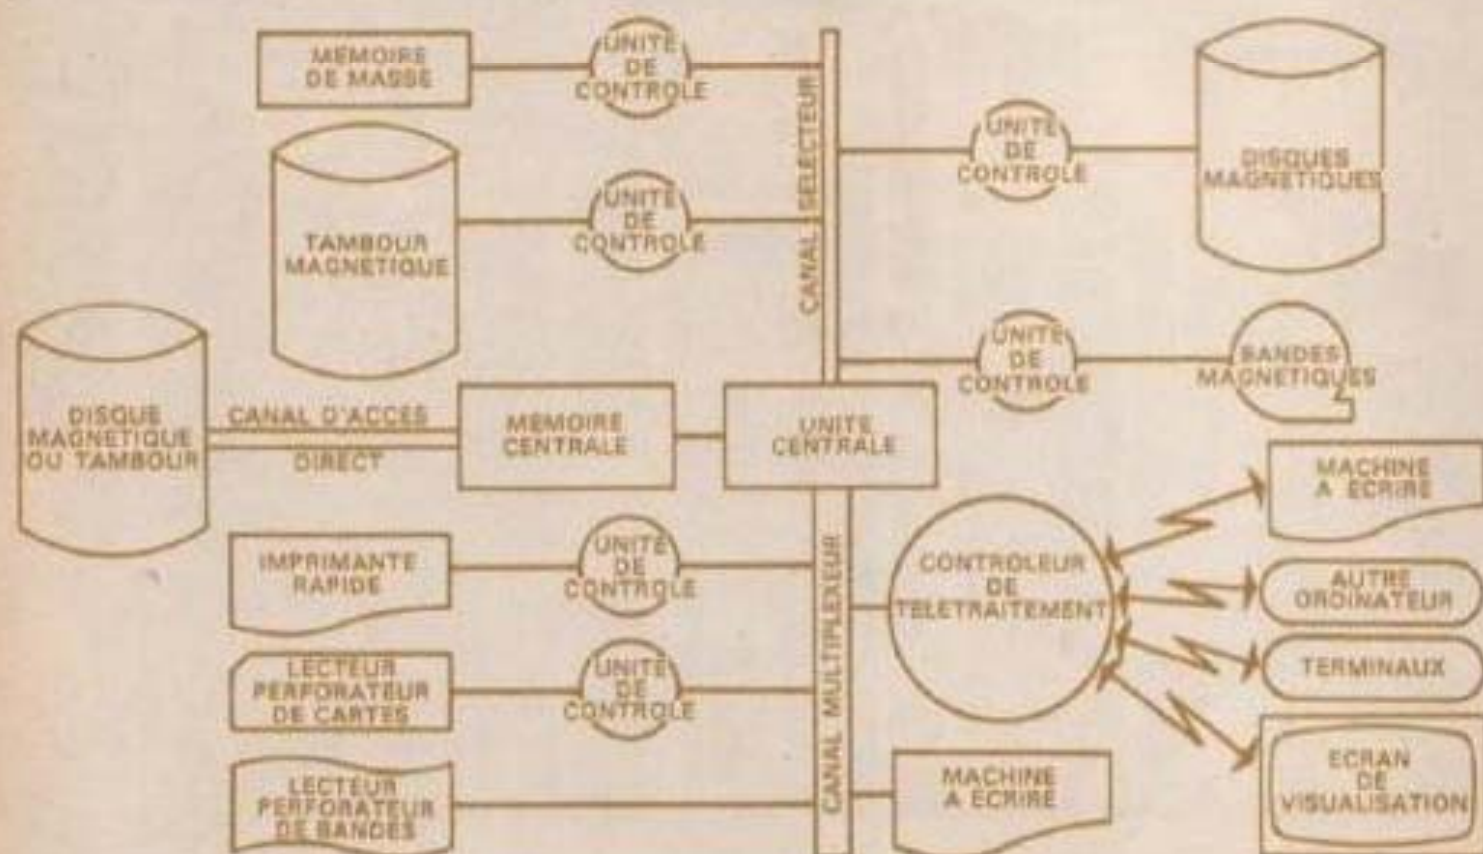 MEMOIRE
DE MASSE
UNITE
DE
CONTROLE
CANAL SELECTEUR
UNITE
DE
CONTROLE
DISQUES
MAGNETIQUES
TAMBOUR
MAGNETIQUE
UNITE
DE
CONTROLE
UNITE
DE
CONTROLE
BANDES
MAGNETIQUES
DISQUE
MAGNETIQUE
OU TAMBOUR
CANAL D'ACCES
DIRECT
MEMOIRE
CENTRALE
UNITE
CENTRALE
MACHINE
A ECRIRE
IMPRIMANTE
RAPIDE
UNITE
DE
CONTROLE
CANAL MULTIPLEXEUR
CONTROLEUR
DE
TELETRAITEMENT
AUTRE
ORDINATEUR
TERMINAUX
LECTEUR
PERFORATEUR
DE CARTES
UNITE
DE
CONTROLE
LECTEUR
PERFORATEUR
DE BANDES
MACHINE
A ECRIRE
ECRAN
DE
VISUALISATION